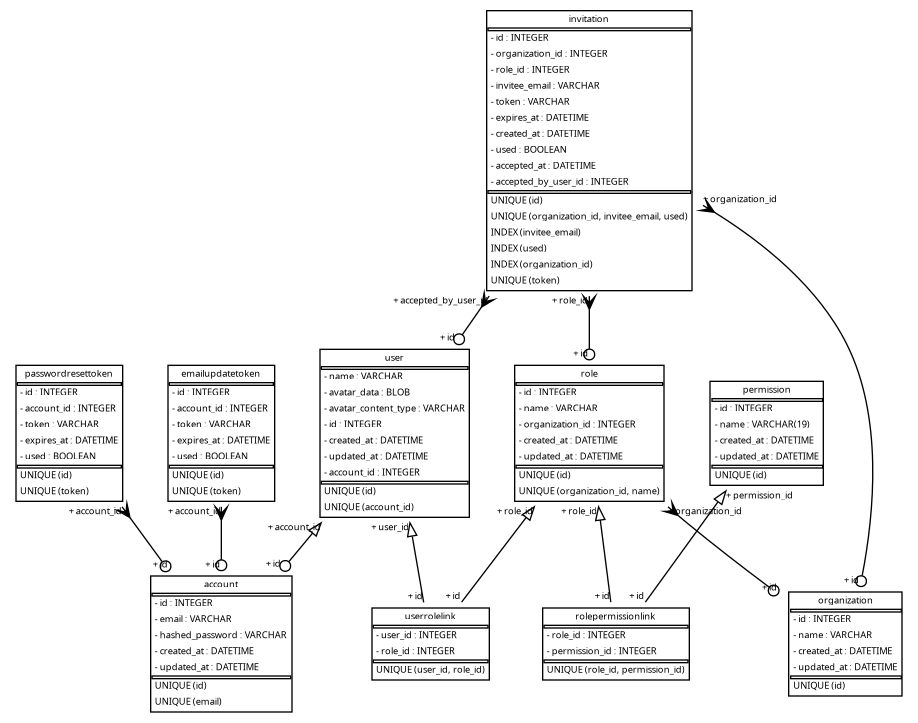 invitation
- id : INTEGER
- organization_id : INTEGER
- role_id : INTEGER
- invitee_email : VARCHAR
- token : VARCHAR
- expires_at : DATETIME
- created_at : DATETIME
- used : BOOLEAN
- accepted_at : DATETIME
- accepted_by_user_id : INTEGER
UNIQUE (id)
UNIQUE (organization_id, invitee_email, used)
INDEX (invitee_email)
INDEX (used)
INDEX (organization_id)
UNIQUE (token)
+ organization_id
+ accepted_by_user_id
+ role_id
+ id
+ id
user
- name : VARCHAR
- avatar_data : BLOB
- avatar_content_type : VARCHAR
- id : INTEGER
- created_at : DATETIME
- updated_at : DATETIME
- account_id : INTEGER
UNIQUE (id)
UNIQUE (account_id)
passwordresettoken
- id : INTEGER
- account_id : INTEGER
- token : VARCHAR
- expires_at : DATETIME
- used : BOOLEAN
UNIQUE (id)
UNIQUE (token)
emailupdatetoken
- id : INTEGER
- account_id : INTEGER
- token : VARCHAR
- expires_at : DATETIME
- used : BOOLEAN
UNIQUE (id)
UNIQUE (token)
role
- id : INTEGER
- name : VARCHAR
- organization_id : INTEGER
- created_at : DATETIME
- updated_at : DATETIME
UNIQUE (id)
UNIQUE (organization_id, name)
permission
- id : INTEGER
- name : VARCHAR(19)
- created_at : DATETIME
- updated_at : DATETIME
UNIQUE (id)
+ permission_id
+ account_id
+ account_id
+ account_id
+ user_id
+ role_id
+ role_id
+ organization_id
+ id
+ id
+ id
+ id
+ id
+ id
+ id
+ id
+ id
account
- id : INTEGER
- email : VARCHAR
- hashed_password : VARCHAR
- created_at : DATETIME
- updated_at : DATETIME
UNIQUE (id)
UNIQUE (email)
userrolelink
- user_id : INTEGER
- role_id : INTEGER
UNIQUE (user_id, role_id)
rolepermissionlink
- role_id : INTEGER
- permission_id : INTEGER
UNIQUE (role_id, permission_id)
organization
- id : INTEGER
- name : VARCHAR
- created_at : DATETIME
- updated_at : DATETIME
UNIQUE (id)